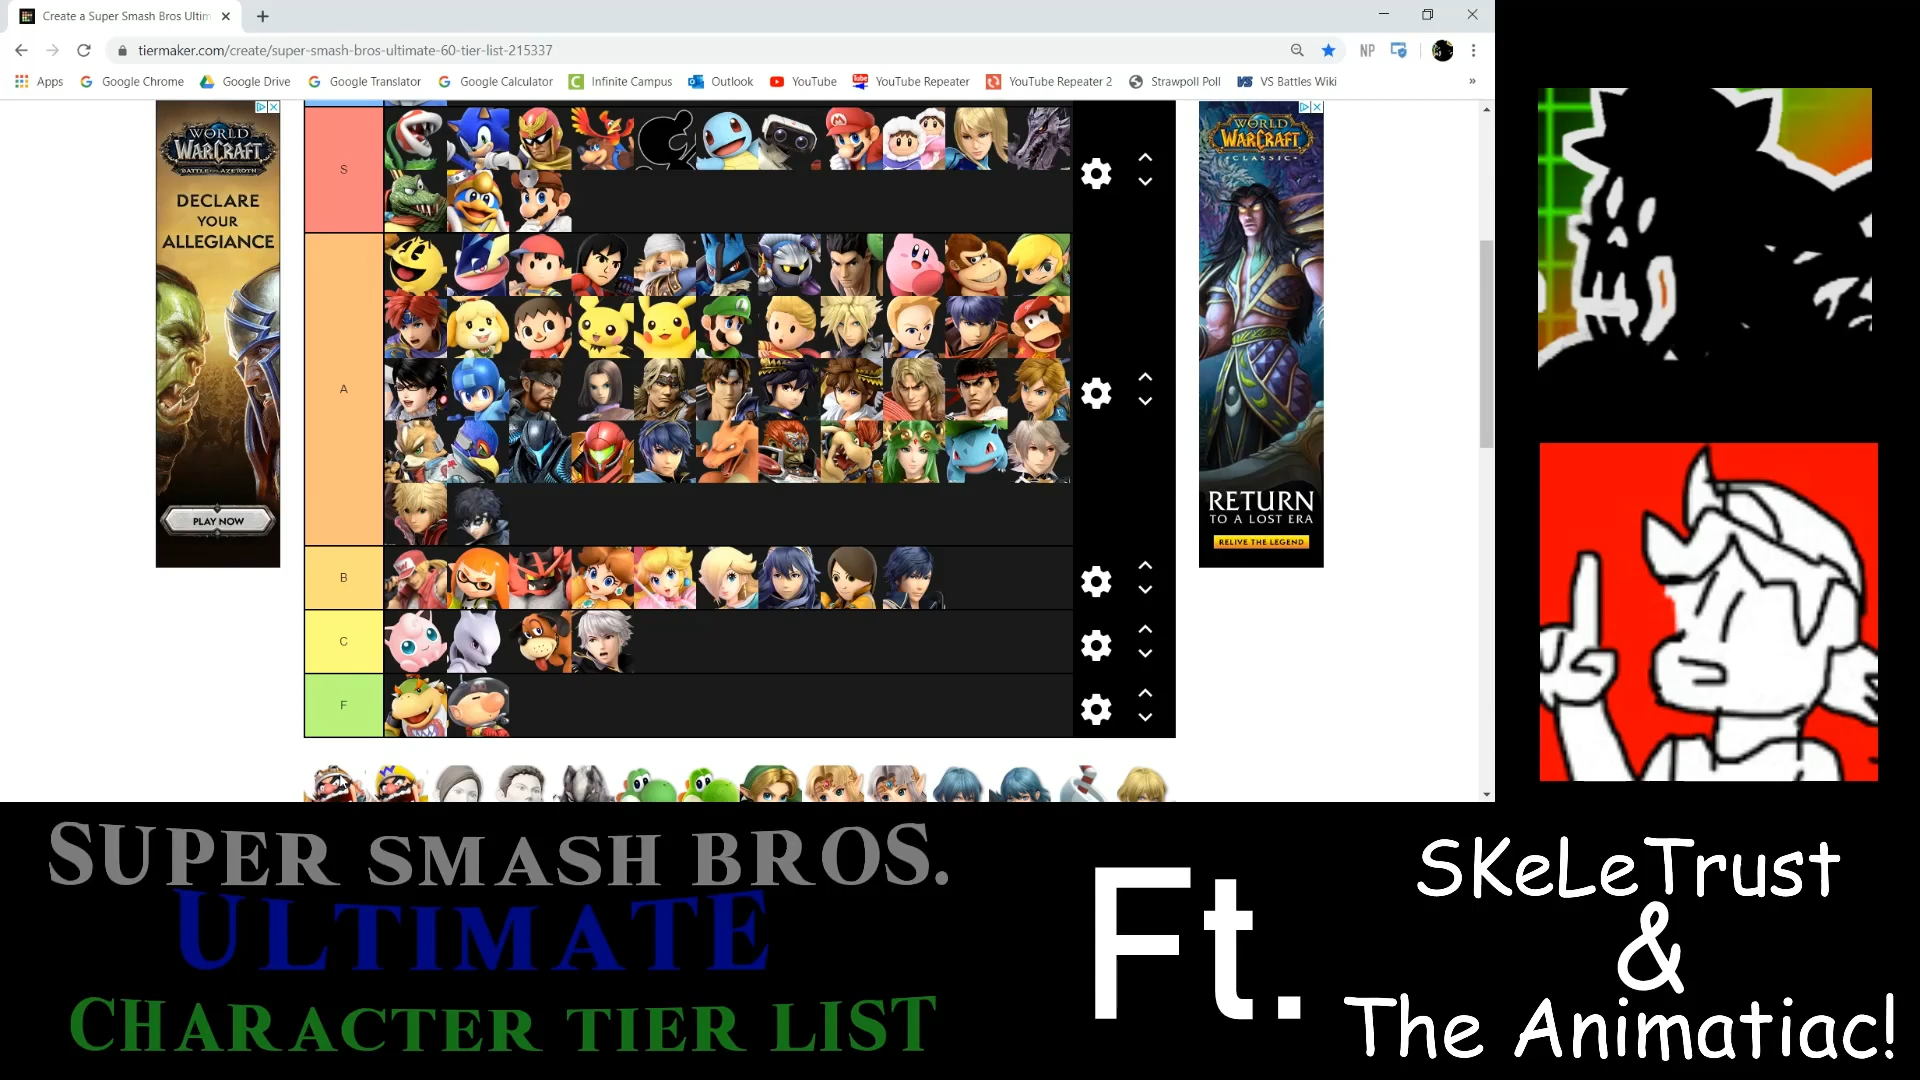 Create a Super Smash Bros Ultim
tiermaker.com/create/super-smash-bros-ultimate-60-tier-list-215337
NP
Apps
Google Chrome
Google Drive
Google Translator
Google Calculator
Infinite Campus
Outlook
YouTube
YouTube Repeater
YouTube Repeater 2
Strawpoll Poll
VS Battles Wiki
»
WORLD
WARCRAFT
BATTLE for AZEROTH
DECLARE
YOUR
ALLEGIANCE
PLAY NOW
S
A
B
C
F
WORLD
WARCRAFT
CLASSIC
RETURN
TO A LOST ERA
RELIVE THE LEGEND
SUPER SMASH BROS.
ULTIMATE
CHARACTER TIER LIST
Ft.
SKeLeTrust
&
The Animatiac!